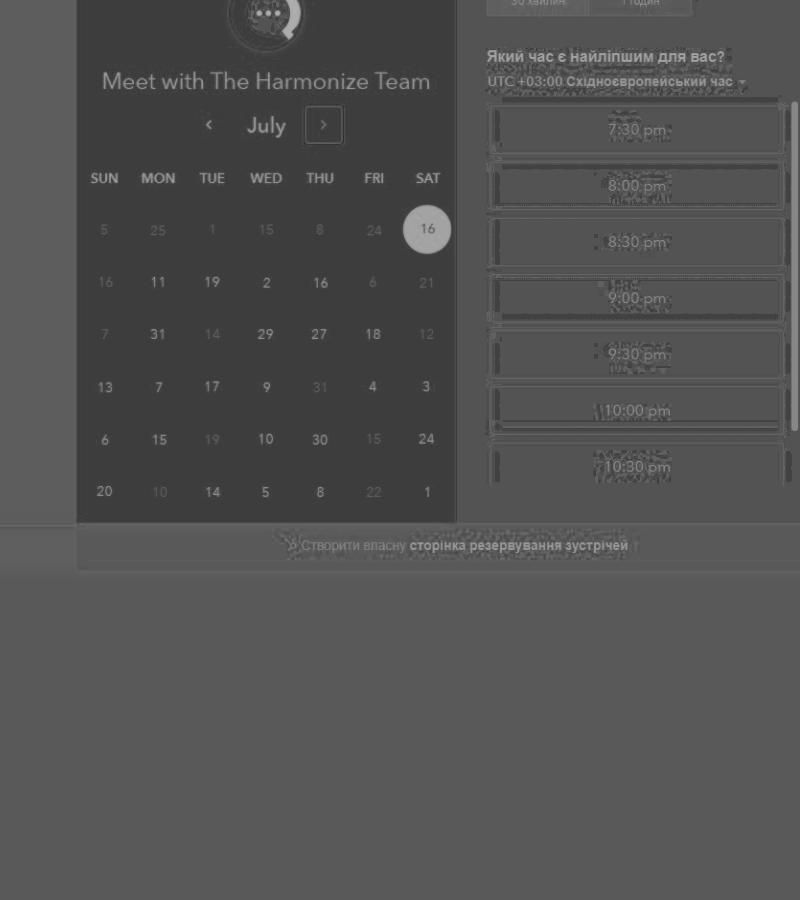 Meet with The Harmonize Team
July
SUN MON TUE WED THU FRI SAT
5 25 1 15 8 24 16
16 11 19 2 16 6 21
7 31 14 29 27 18 12
13 7 17 9 31 4 3
6 15 19 10 30 15 24
20 10 14 5 8 22 1
30 хвилин 1 годин
Який час є найліпшим для вас?
UTC +03:00 Східноєвропейський час
7:30 pm
8:00 pm
8:30 pm
9:00 pm
9:30 pm
10:00 pm
10:30 pm
Створити власну сторінка резервування зустрічей